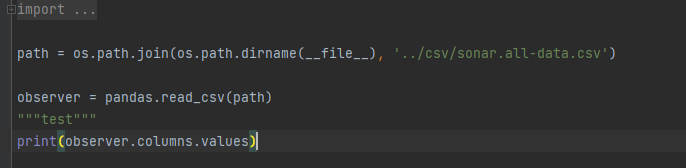 import ...
path = os.path.join(os.path.dirname(__file__), '../csv/sonar.all-data.csv')
observer = pandas.read_csv(path)
"""test"""
print(observer.columns.values)